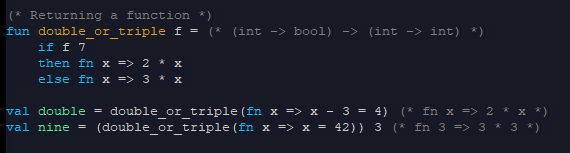 (* Returning a function *)
fun double_or_triple f = (* (int -> bool) -> (int -> int) *)
    if f 7
    then fn x => 2 * x
    else fn x => 3 * x

val double = double_or_triple(fn x => x - 3 = 4) (* fn x => 2 * x *)
val nine = (double_or_triple(fn x => x = 42)) 3 (* fn 3 => 3 * 3 *)